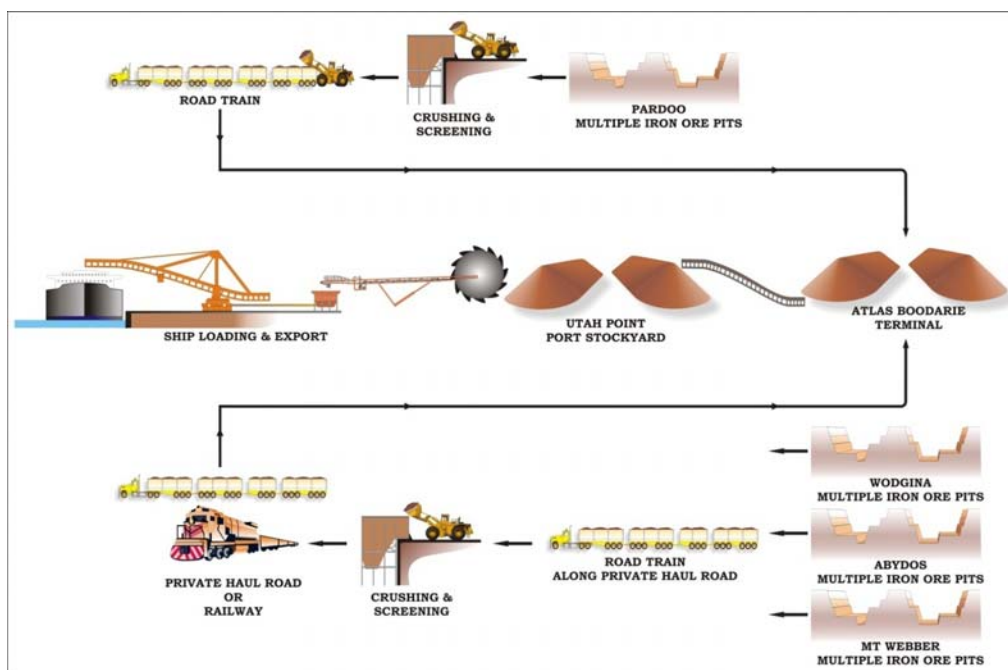 ROAD TRAIN
CRUSHING &
SCREENING
PARDOO
MULTIPLE IRON ORE PITS
SHIP LOADING & EXPORT
UTAH POINT
PORT STOCKYARD
ATLAS BOODARIE
TERMINAL
WODGINA
MULTIPLE IRON ORE PITS
PRIVATE HAUL ROAD
OR
RAILWAY
CRUSHING &
SCREENING
ROAD TRAIN
ALONG PRIVATE HAUL ROAD
ABYDOS
MULTIPLE IRON ORE PITS
MT WEBBER
MULTIPLE IRON ORE PITS